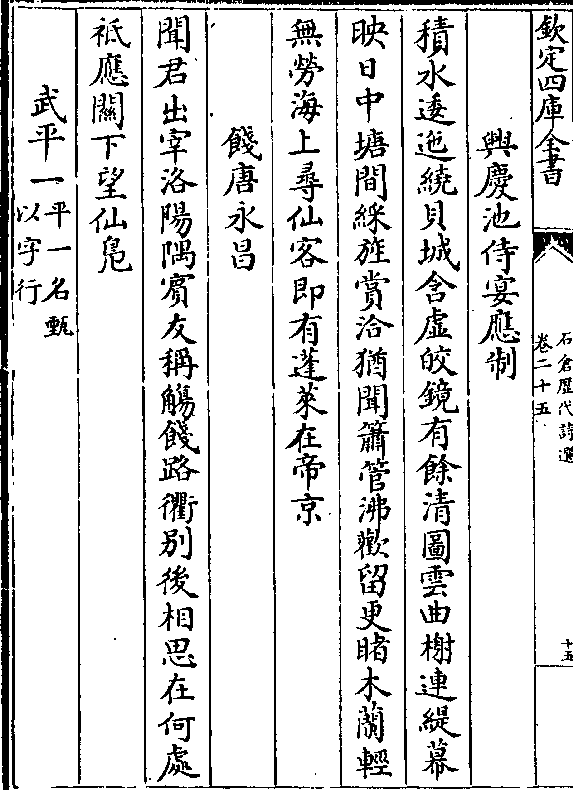 欽定四庫全書
石倉歷代詩選
卷二十五
十五
興慶池侍宴應制
積水逶迤繞貝城含虛皎鏡有餘清圖雲曲榭連緹幕
映日中塘間綵旌賞洽猶聞簫管沸歡留更睹木蘭輕
無勞海上尋仙客即有蓬萊在帝京
餞唐永昌
聞君出宰洛陽隅賓友稱觴餞路衢別後相思在何處
祗應關下望仙鳬
武平一平一名甄
以字行